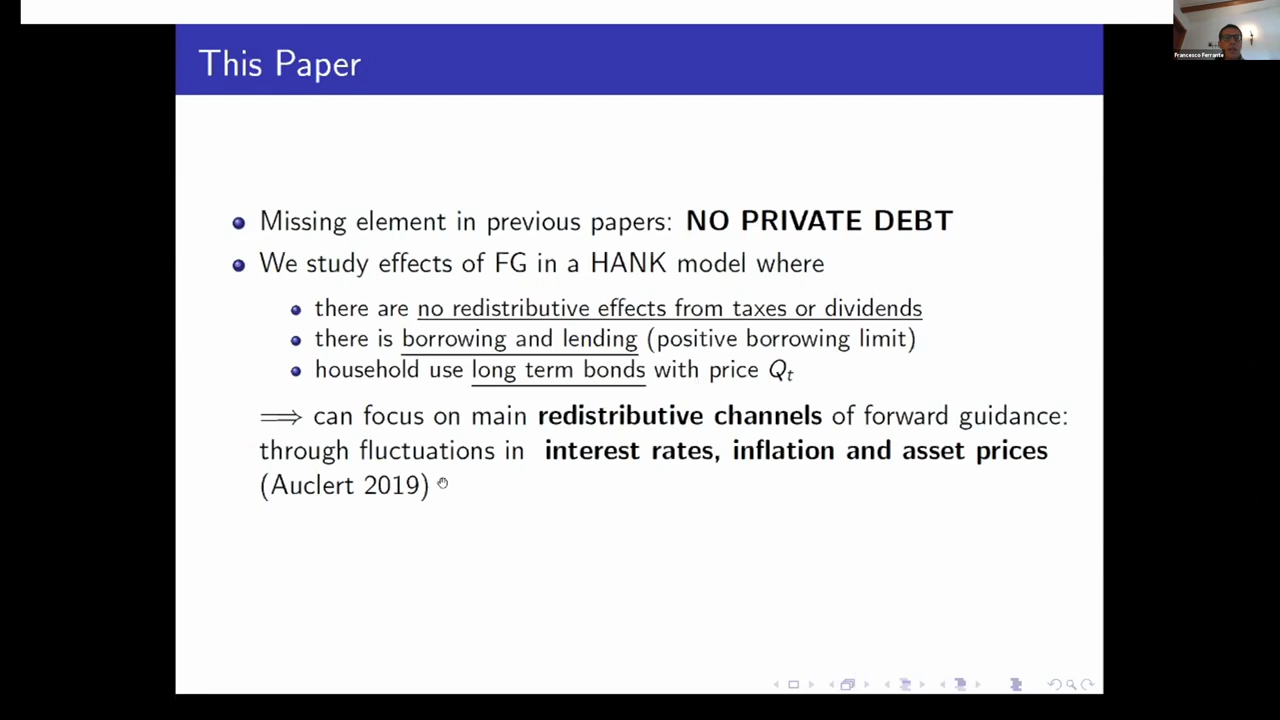 This Paper
Francesco Ferrante
Missing element in previous papers: NO PRIVATE DEBT
We study effects of FG in a HANK model where
there are no redistributive effects from taxes or dividends
there is borrowing and lending (positive borrowing limit)
household use long term bonds with price Qt
⟹ can focus on main redistributive channels of forward guidance:
through fluctuations in interest rates, inflation and asset prices
(Auclert 2019)